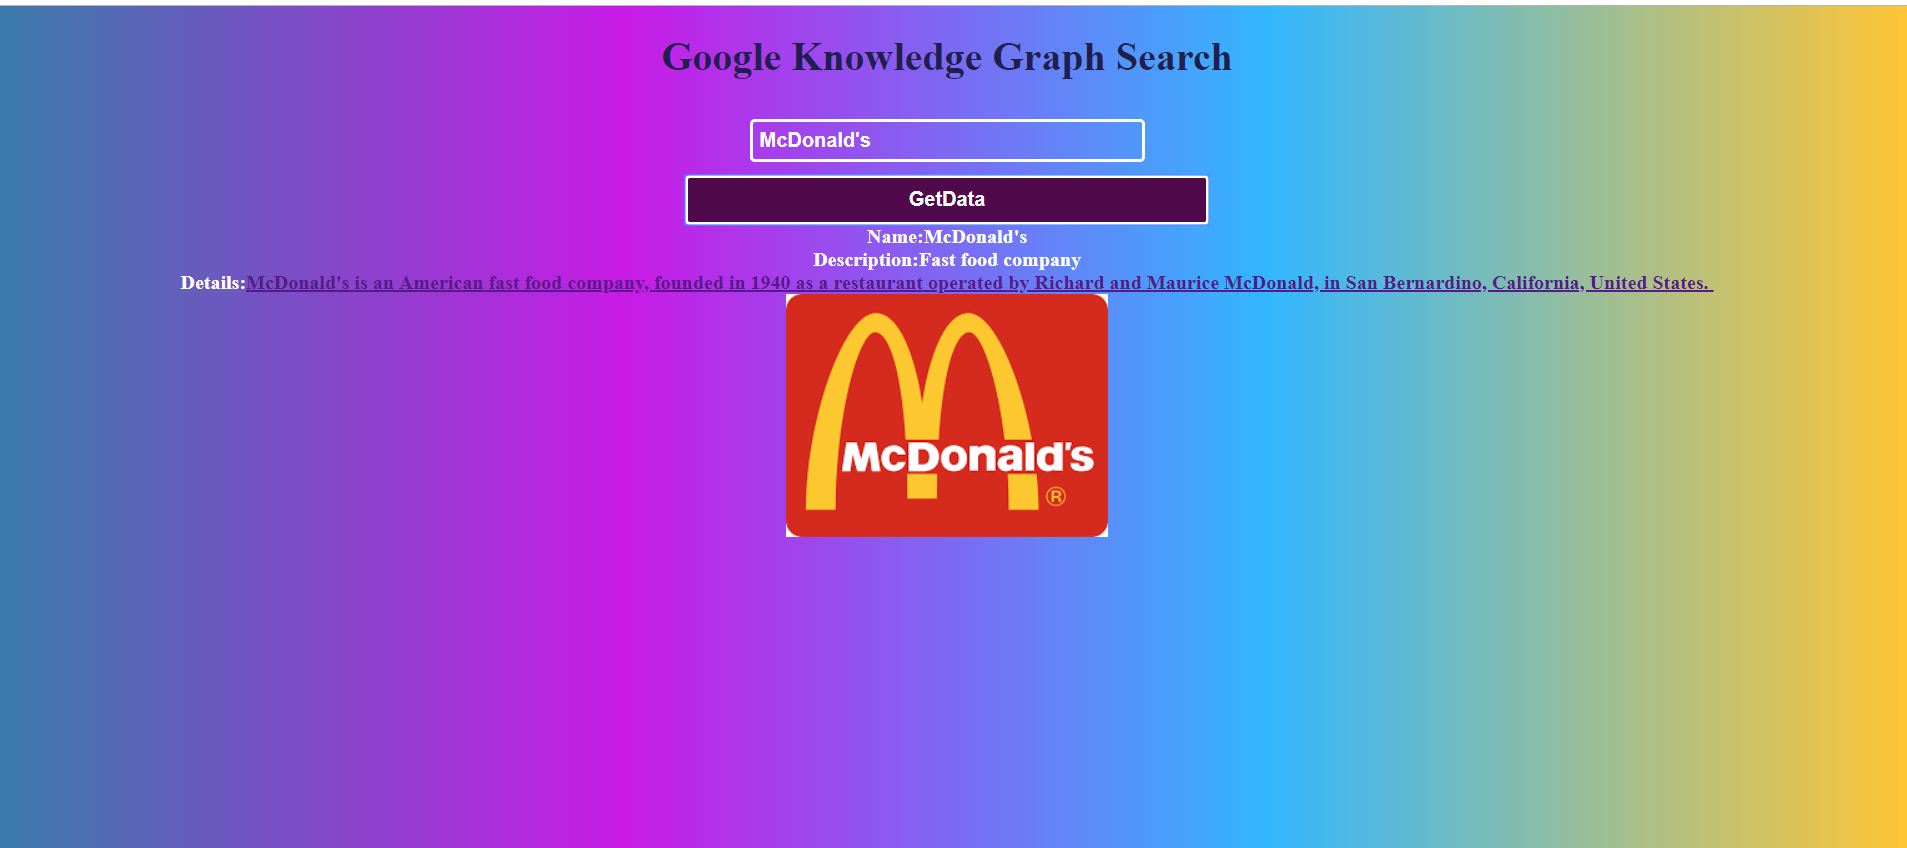 Google Knowledge Graph Search
McDonald's
GetData
Name:McDonald's
Description:Fast food company
Details:McDonald's is an American fast food company, founded in 1940 as a restaurant operated by Richard and Maurice McDonald, in San Bernardino, California, United States.
McDonald's
®